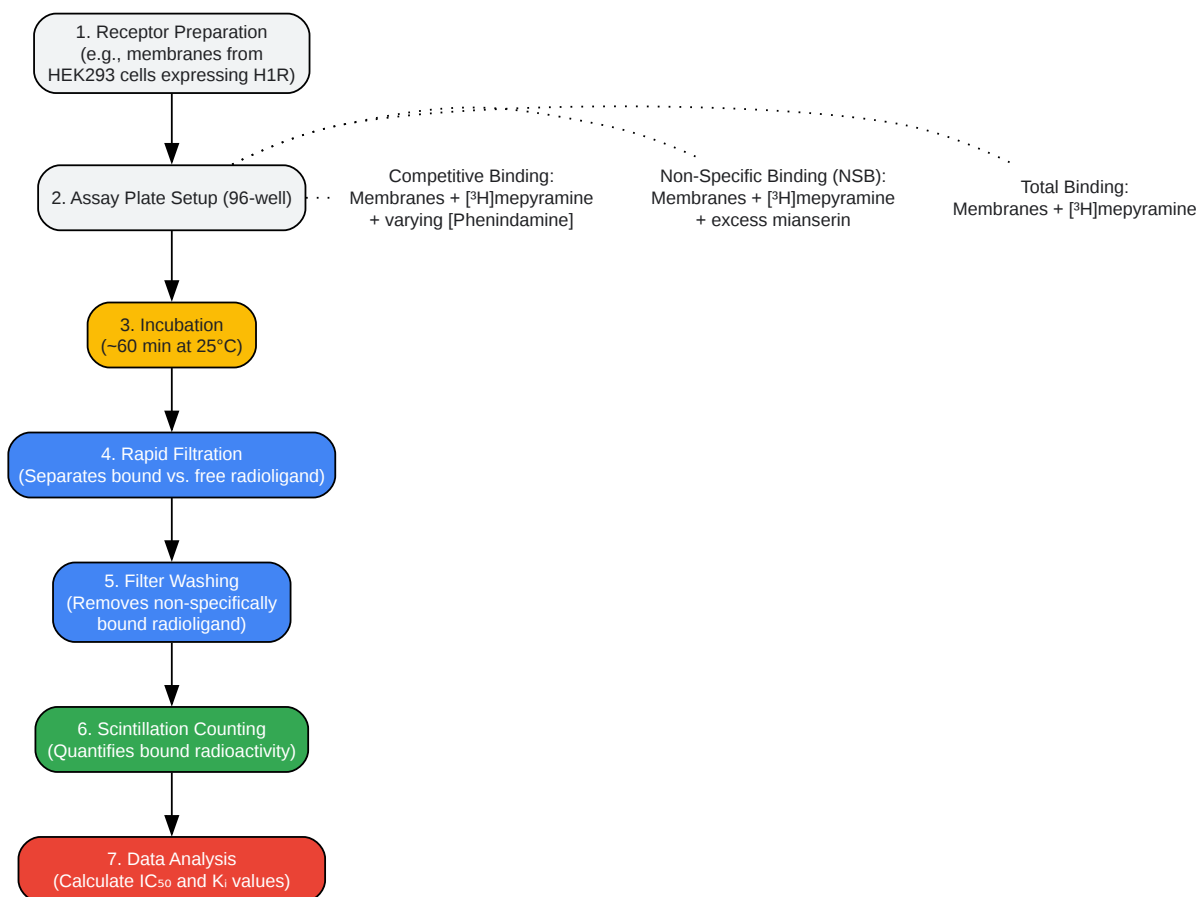 1. Receptor Preparation
(e.g., membranes from
HEK293 cells expressing H1R)
2. Assay Plate Setup (96-well)
Competitive Binding:
Membranes + [³H]mepyramine
+ varying [Phenindamine]
Non-Specific Binding (NSB):
Membranes + [³H]mepyramine
+ excess mianserin
Total Binding:
Membranes + [³H]mepyramine
3. Incubation
(~60 min at 25°C)
4. Rapid Filtration
(Separates bound vs. free radioligand)
5. Filter Washing
(Removes non-specifically
bound radioligand)
6. Scintillation Counting
(Quantifies bound radioactivity)
7. Data Analysis
(Calculate IC₅₀ and Kᵢ values)